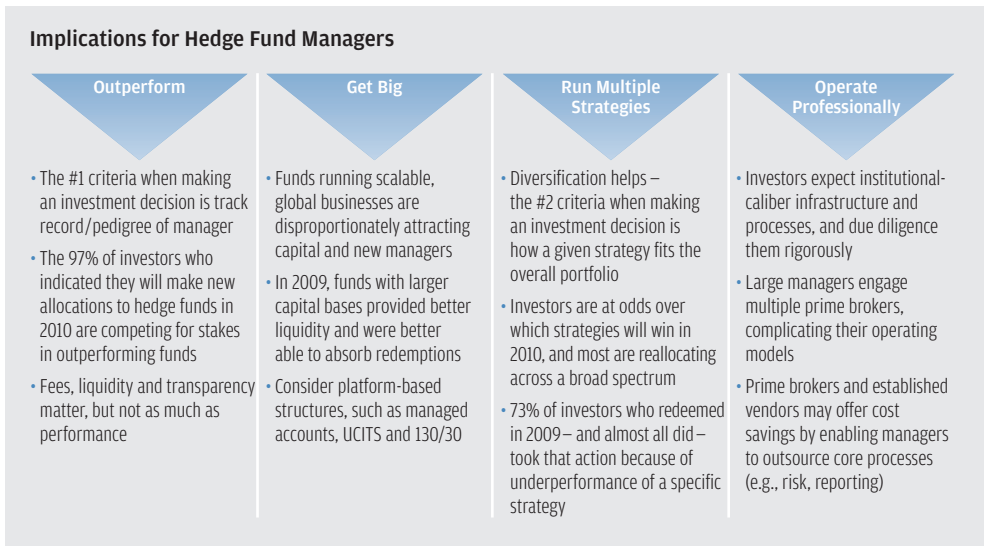 Implications for Hedge Fund Managers
Outperform
• The #1 criteria when making
an investment decision is track
record/pedigree of manager
• The 97% of investors who
indicated they will make new
allocations to hedge funds in
2010 are competing for stakes
in outperforming funds
• Fees, liquidity and transparency
matter, but not as much as
performance
Get Big
• Funds running scalable,
global businesses are
disproportionately attracting
capital and new managers
• In 2009, funds with larger
capital bases provided better
liquidity and were better
able to absorb redemptions
• Consider platform-based
structures, such as managed
accounts, UCITS and 130/30
Run Multiple
Strategies
• Diversification helps –
the #2 criteria when making
an investment decision is
how a given strategy fits the
overall portfolio
• Investors are at odds over
which strategies will win in
2010, and most are reallocating
across a broad spectrum
• 73% of investors who redeemed
in 2009 – and almost all did –
took that action because of
underperformance of a specific
strategy
Operate
Professionally
• Investors expect institutional-
caliber infrastructure and
processes, and due diligence
them rigorously
• Large managers engage
multiple prime brokers,
complicating their operating
models
• Prime brokers and established
vendors may offer cost
savings by enabling managers
to outsource core processes
(e.g., risk, reporting)